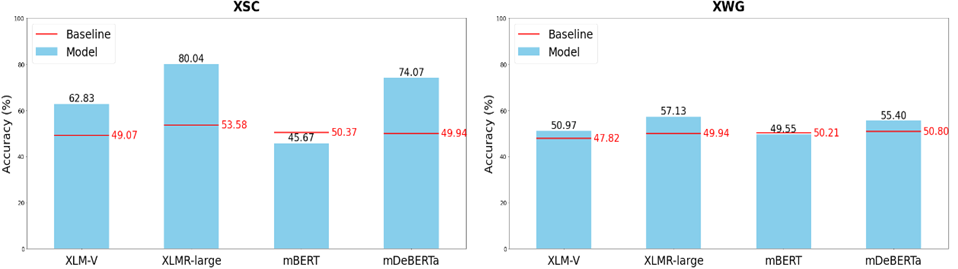 XSC
Baseline
Model
Accuracy (%)
100
80
60
40
20
0
62.83
49.07
80.04
53.58
45.67
50.37
74.07
49.94
XLM-V
XLMR-large
mBERT
mDeBERTa
XWG
Baseline
Model
Accuracy (%)
100
80
60
40
20
0
50.97
47.82
57.13
49.94
49.55
50.21
55.40
50.80
XLM-V
XLMR-large
mBERT
mDeBERTa